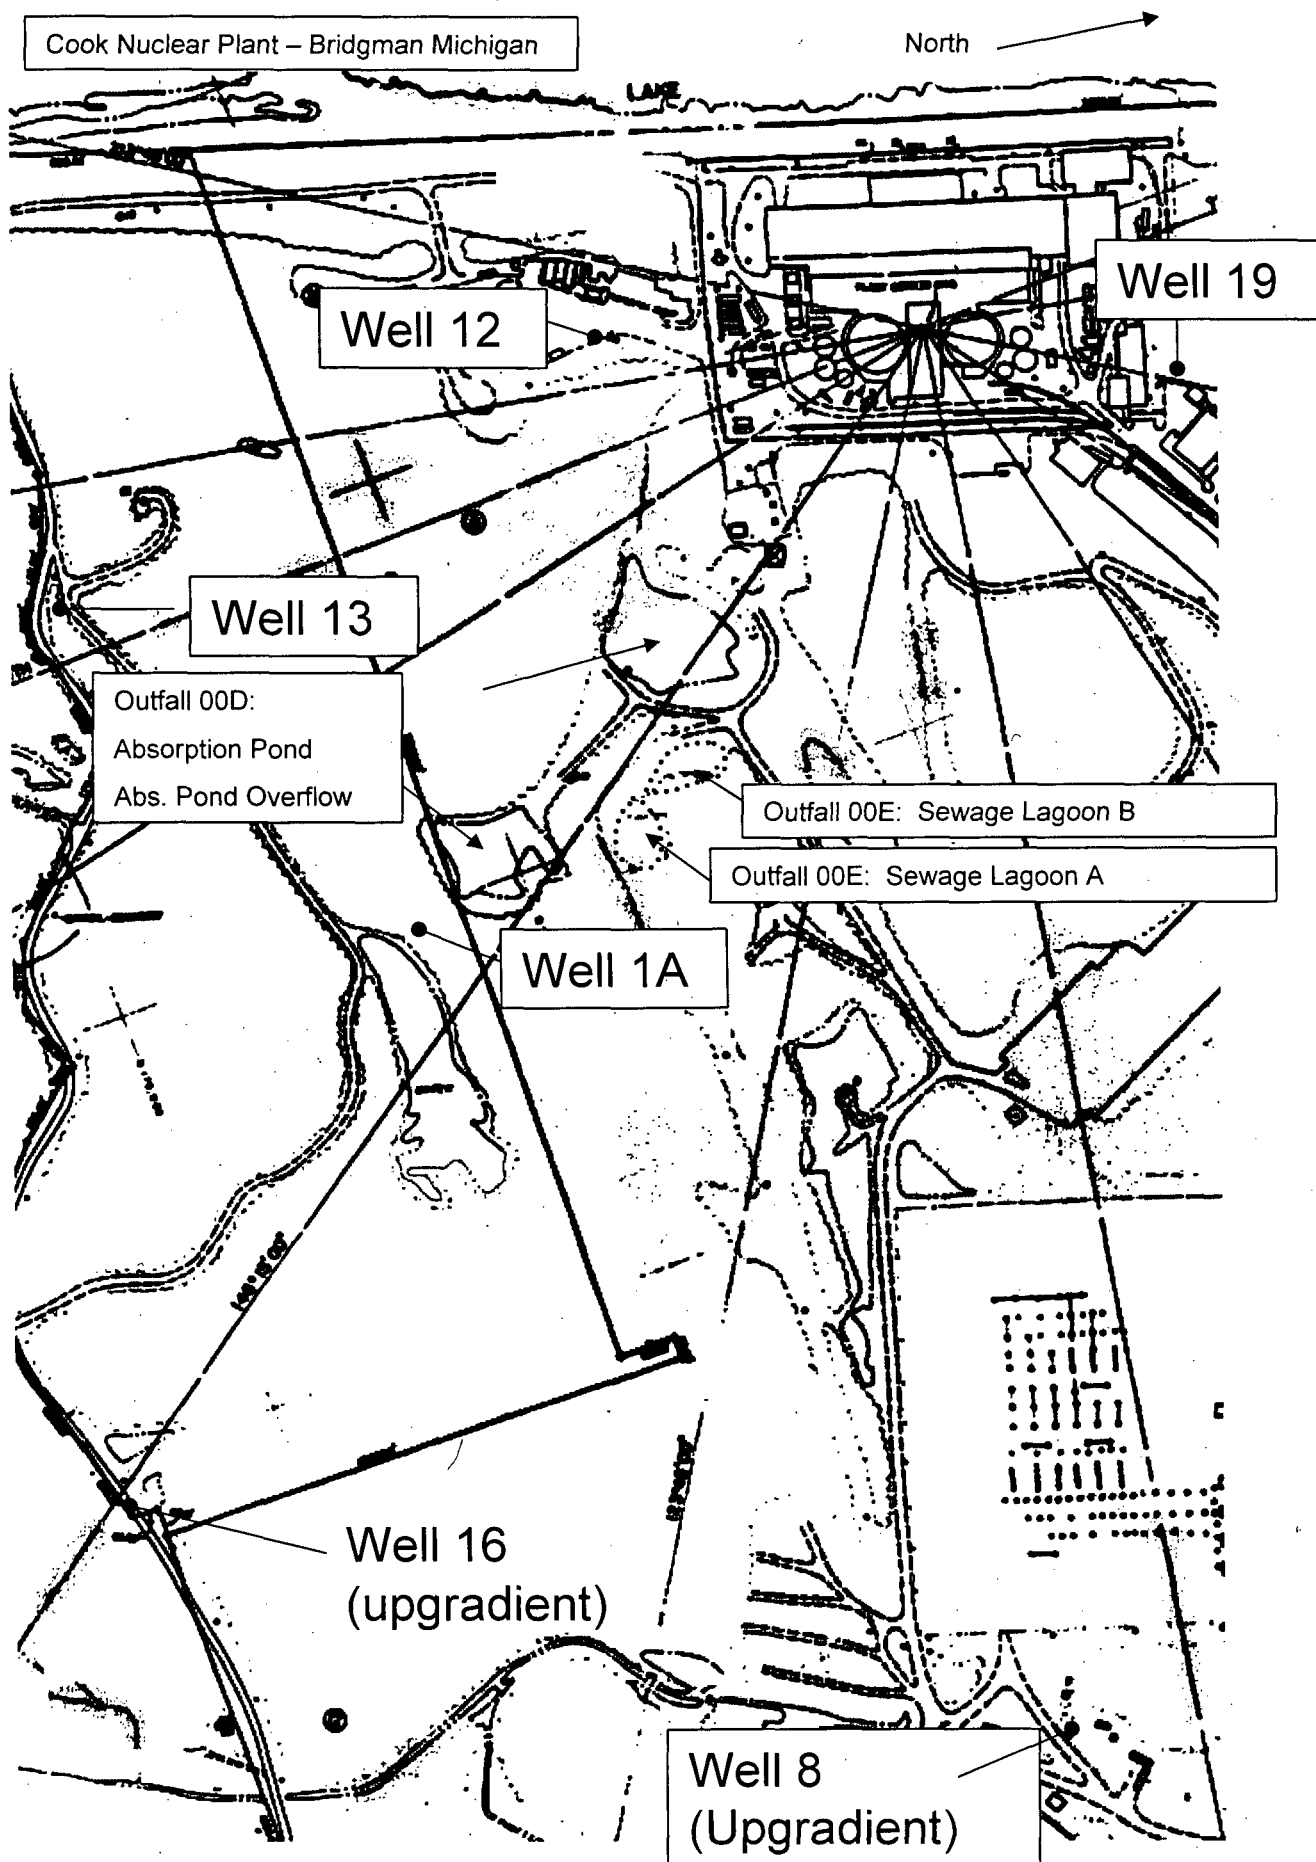 Cook Nuclear Plant – Bridgman Michigan
North
LAKE
Well 19
Well 12
Well 13
Outfall 00D:
Absorption Pond
Abs. Pond Overflow
Outfall 00E: Sewage Lagoon B
Outfall 00E: Sewage Lagoon A
Well 1A
Well 16
(upgradient)
Well 8
(Upgradient)